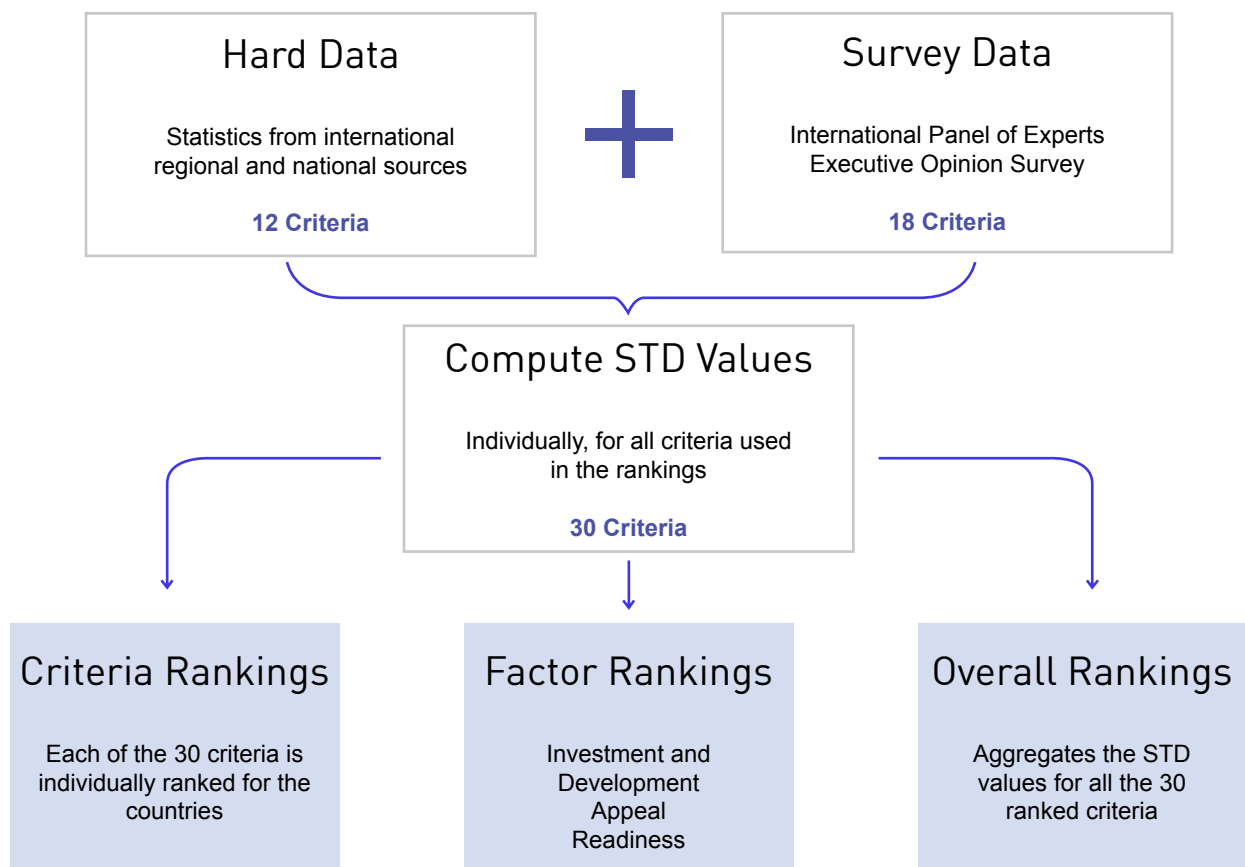 Hard Data
Statistics from international
regional and national sources
12 Criteria
Survey Data
International Panel of Experts
Executive Opinion Survey
18 Criteria
Compute STD Values
Individually, for all criteria used
in the rankings
30 Criteria
Criteria Rankings
Each of the 30 criteria is
individually ranked for the
countries
Factor Rankings
Investment and
Development
Appeal
Readiness
Overall Rankings
Aggregates the STD
values for all the 30
ranked criteria